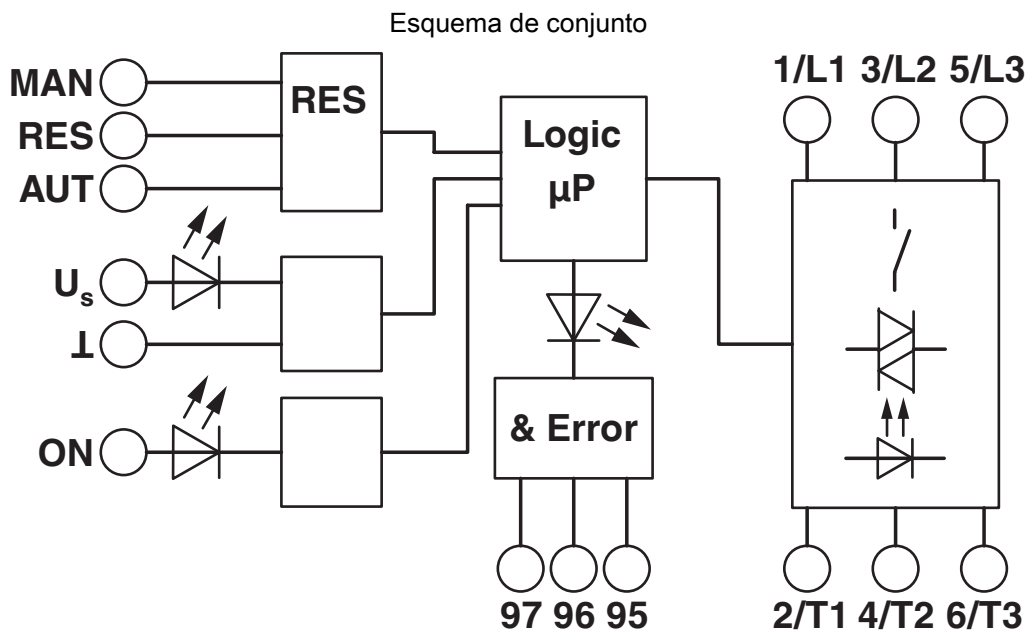 Esquema de conjunto
MAN
RES
AUT
RES
Us
⊥
ON
Logic
µP
& Error
97 96 95
1/L1 3/L2 5/L3
2/T1 4/T2 6/T3